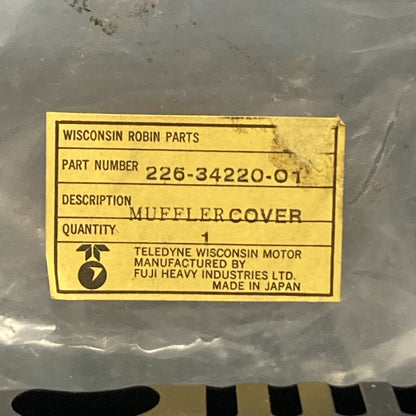 WISCONSIN ROBIN PARTS
PART NUMBER 226-34220-01
DESCRIPTION MUFFLER COVER
QUANTITY 1
TELEDYNE WISCONSIN MOTOR
MANUFACTURED BY
FUJI HEAVY INDUSTRIES LTD.
MADE IN JAPAN